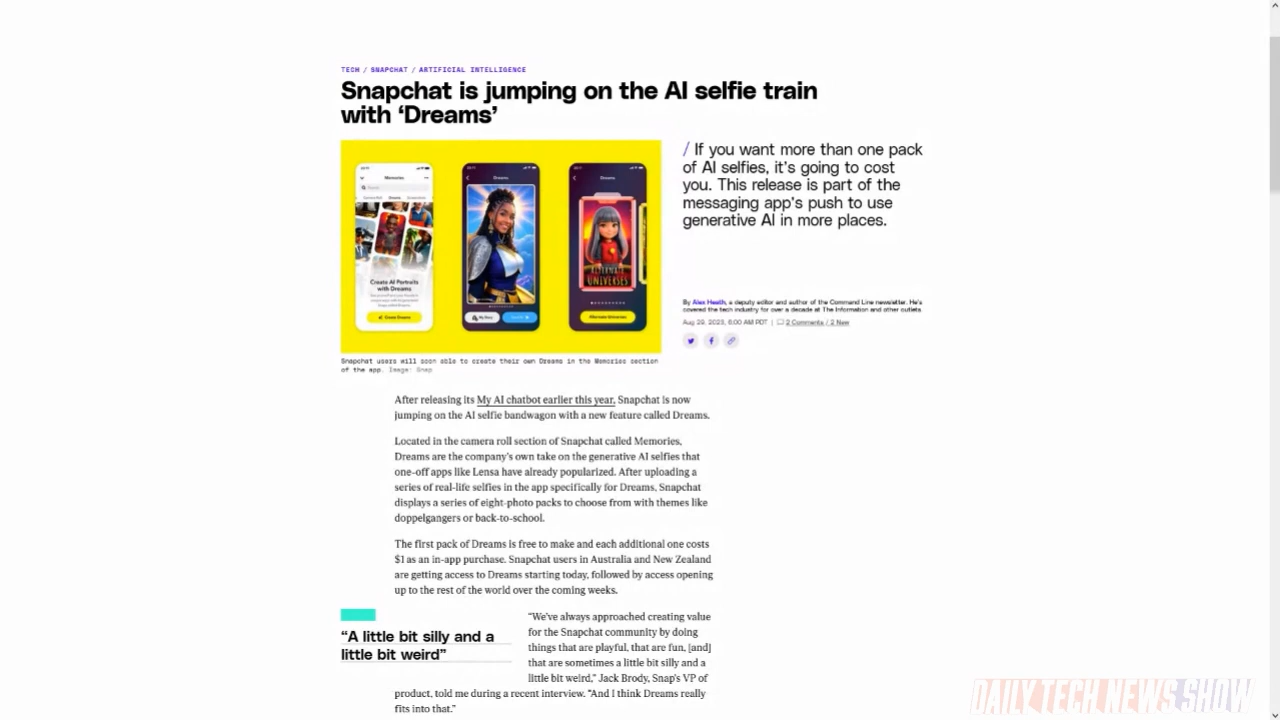 TECH / SNAPCHAT / ARTIFICIAL INTELLIGENCE
Snapchat is jumping on the AI selfie train
with ‘Dreams’
/ If you want more than one pack
of AI selfies, it’s going to cost
you. This release is part of the
messaging app’s push to use
generative AI in more places.
Memories
Create AI Portraits
with Dreams
Create Dreams
Dreams
Dreams
ALTERNATE
UNIVERSES
Alternate Universes
By Alex Heath, a deputy editor and author of the Command Line newsletter. He’s
covered the tech industry for over a decade at The Information and other outlets
Aug 29, 2023, 6:00 AM PDT | 2 Comments / 2 New
Snapchat users will soon able to create their own Dreams in the Memories section
of the app. Image: Snap
After releasing its My AI chatbot earlier this year, Snapchat is now
jumping on the AI selfie bandwagon with a new feature called Dreams.
Located in the camera roll section of Snapchat called Memories,
Dreams are the company’s own take on the generative AI selfies that
one-off apps like Lensa have already popularized. After uploading a
series of real-life selfies in the app specifically for Dreams, Snapchat
displays a series of eight-photo packs to choose from with themes like
doppelgangers or back-to-school.
The first pack of Dreams is free to make and each additional one costs
$1 as an in-app purchase. Snapchat users in Australia and New Zealand
are getting access to Dreams starting today, followed by access opening
up to the rest of the world over the coming weeks.
“A little bit silly and a
little bit weird”
“We’ve always approached creating value
for the Snapchat community by doing
things that are playful, that are fun, [and]
that are sometimes a little bit silly and a
little bit weird,” Jack Brody, Snap’s VP of
product, told me during a recent interview. “And I think Dreams really
fits into that.”
DAILY TECH NEWS SHOW